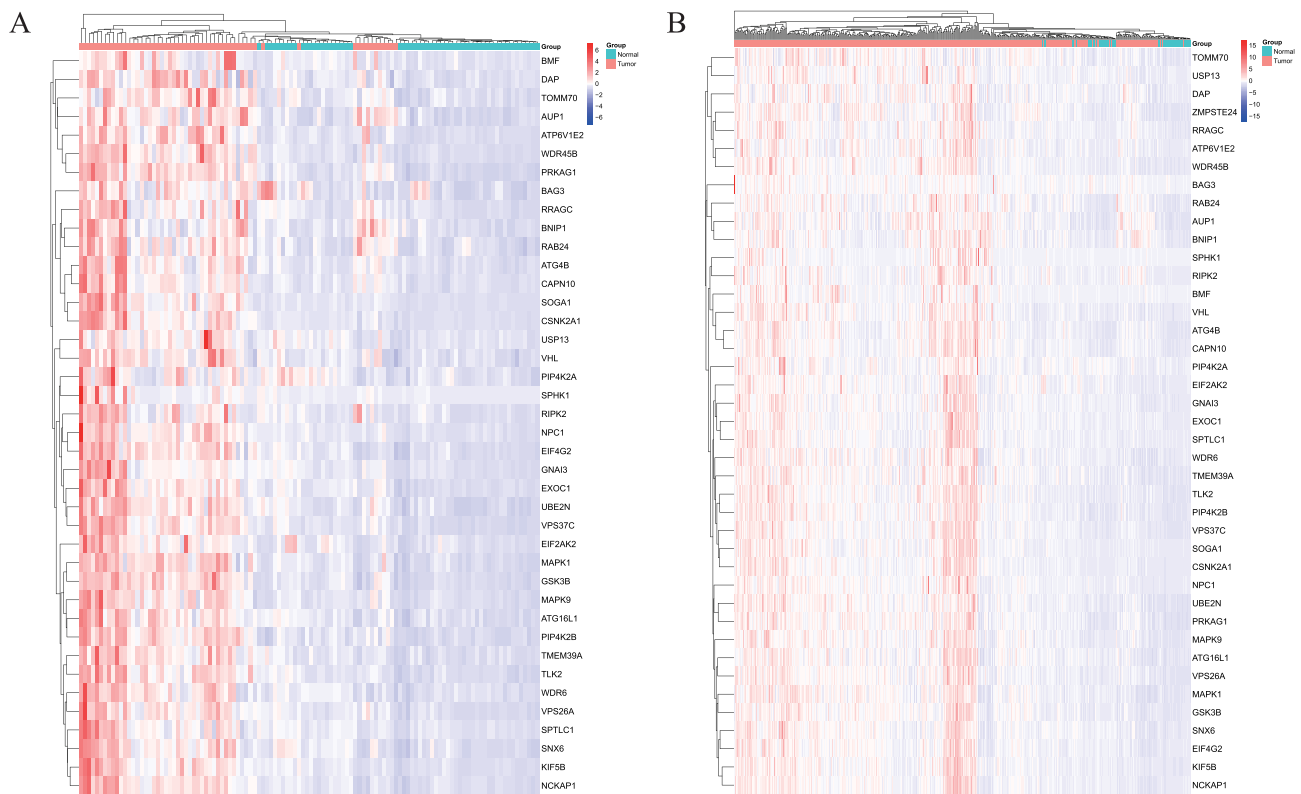 A
Group
BMF
DAP
TOMM70
AUP1
ATP6V1E2
WDR45B
PRKAG1
BAG3
RRAGC
BNIP1
RAB24
ATG4B
CAPN10
SOGA1
CSNK2A1
USP13
VHL
PIP4K2A
SPHK1
RIPK2
NPC1
EIF4G2
GNAI3
EXOC1
UBE2N
VPS37C
EIF2AK2
MAPK1
GSK3B
MAPK9
ATG16L1
PIP4K2B
TMEM39A
TLK2
WDR6
VPS26A
SPTLC1
SNX6
KIF5B
NCKAP1
6
4
2
0
−2
−4
−6
Group
Normal
Tumor
B
Group
TOMM70
USP13
DAP
ZMPSTE24
RRAGC
ATP6V1E2
WDR45B
BAG3
RAB24
AUP1
BNIP1
SPHK1
RIPK2
BMF
VHL
ATG4B
CAPN10
PIP4K2A
EIF2AK2
GNAI3
EXOC1
SPTLC1
WDR6
TMEM39A
TLK2
PIP4K2B
VPS37C
SOGA1
CSNK2A1
NPC1
UBE2N
PRKAG1
MAPK9
ATG16L1
VPS26A
MAPK1
GSK3B
SNX6
EIF4G2
KIF5B
NCKAP1
15
10
5
0
−5
−10
−15
Group
Normal
Tumor